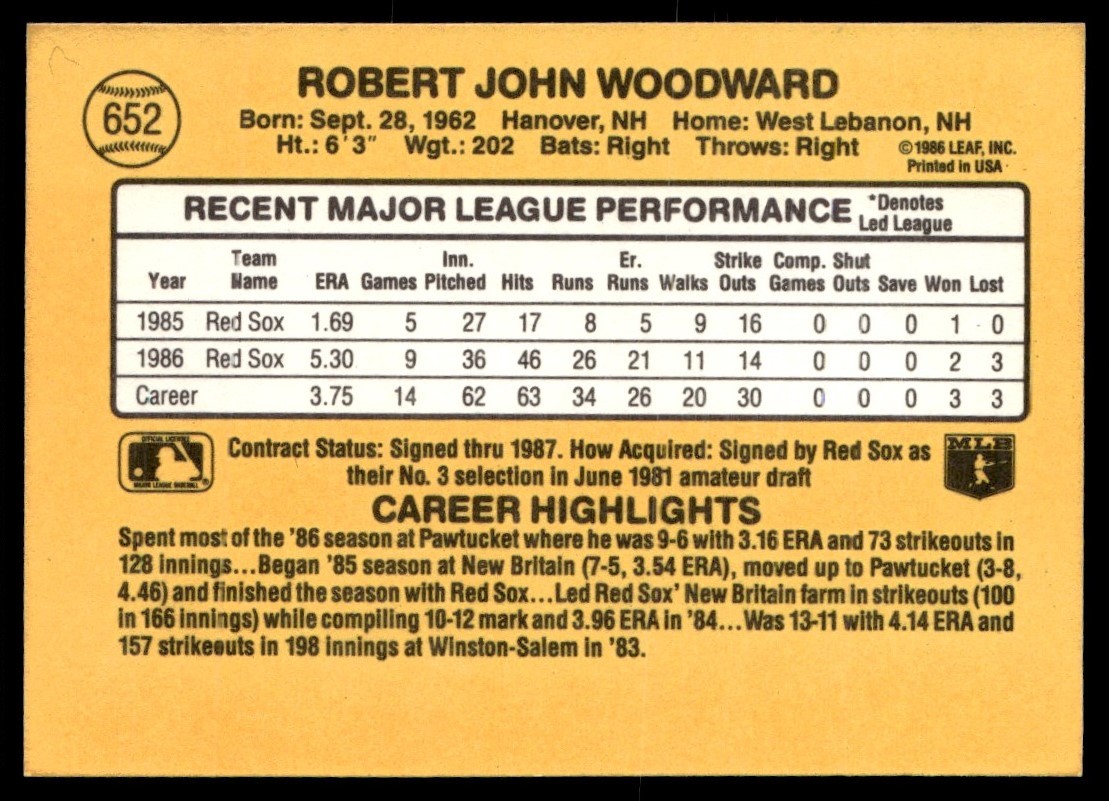 652
ROBERT JOHN WOODWARD
Born: Sept. 28, 1962 Hanover, NH Home: West Lebanon, NH
Ht.: 6'3" Wgt.: 202 Bats: Right Throws: Right
©1986 LEAF, INC.
Printed in USA
RECENT MAJOR LEAGUE PERFORMANCE *Denotes Led League
Year Team Name ERA Games Inn. Pitched Hits Runs Er. Runs Walks Strike Outs Comp. Games Shut Outs Save Won Lost
1985 Red Sox 1.69 5 27 17 8 5 9 16 0 0 0 1 0
1986 Red Sox 5.30 9 36 46 26 21 11 14 0 0 0 2 3
Career 3.75 14 62 63 34 26 20 30 0 0 0 3 3
OFFICIAL LICENSEE
MAJOR LEAGUE BASEBALL
Contract Status: Signed thru 1987. How Acquired: Signed by Red Sox as
their No. 3 selection in June 1981 amateur draft
MLB
CAREER HIGHLIGHTS
Spent most of the '86 season at Pawtucket where he was 9-6 with 3.16 ERA and 73 strikeouts in
128 innings...Began '85 season at New Britain (7-5, 3.54 ERA), moved up to Pawtucket (3-8,
4.46) and finished the season with Red Sox...Led Red Sox' New Britain farm in strikeouts (100
in 166 innings) while compiling 10-12 mark and 3.96 ERA in '84...Was 13-11 with 4.14 ERA and
157 strikeouts in 198 innings at Winston-Salem in '83.